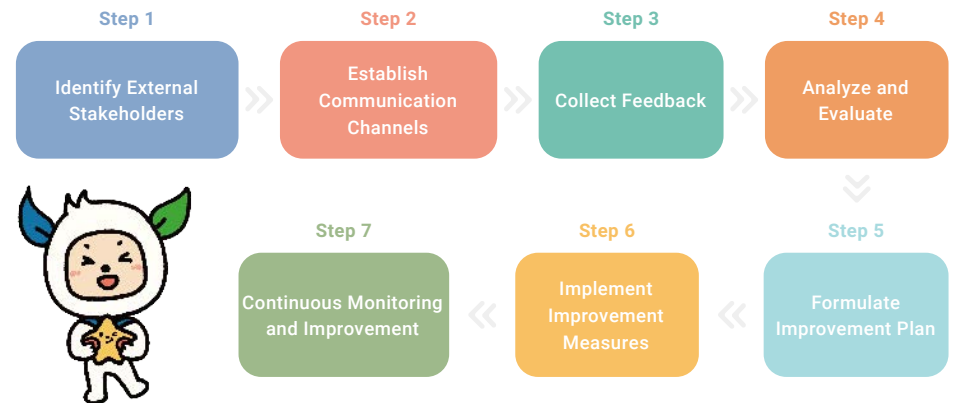 Step 1
Identify External
Stakeholders
Step 2
Establish
Communication
Channels
Step 3
Collect Feedback
Step 4
Analyze and
Evaluate
Step 5
Formulate
Improvement Plan
Step 6
Implement
Improvement
Measures
Step 7
Continuous Monitoring
and Improvement